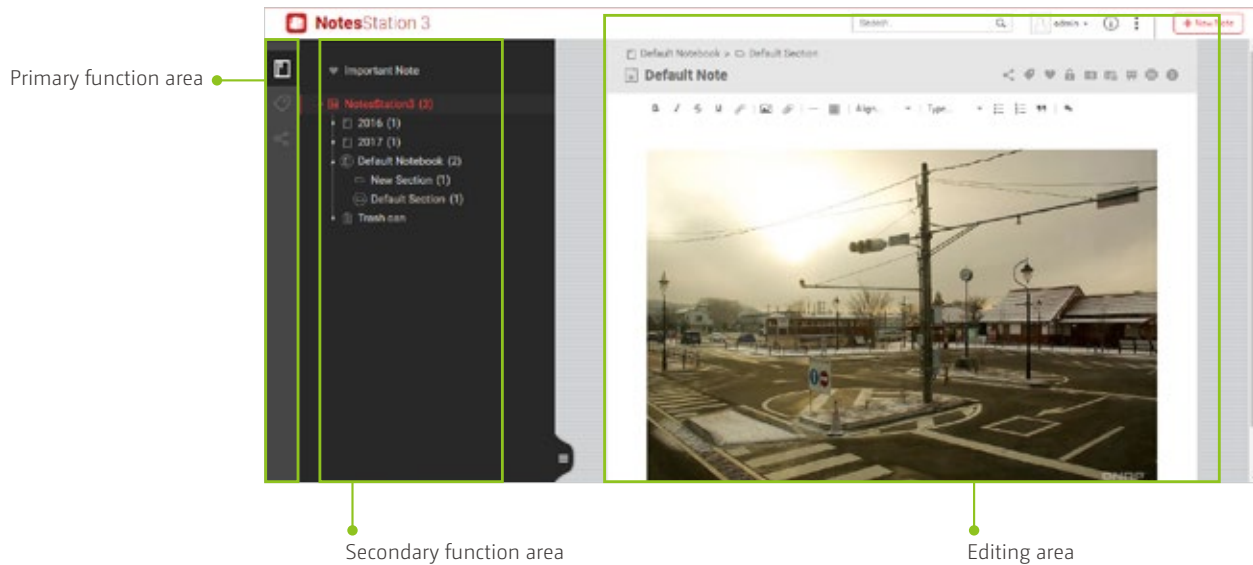 NotesStation 3
Search...
admin
+ New Note
Default Notebook > Default Section
Default Note
Primary function area
Important Note
NotesStation3 (3)
2016 (1)
2017 (1)
Default Notebook (2)
New Section (1)
Default Section (1)
Trash can
B I S U Align... Type...
QNAP
Secondary function area
Editing area